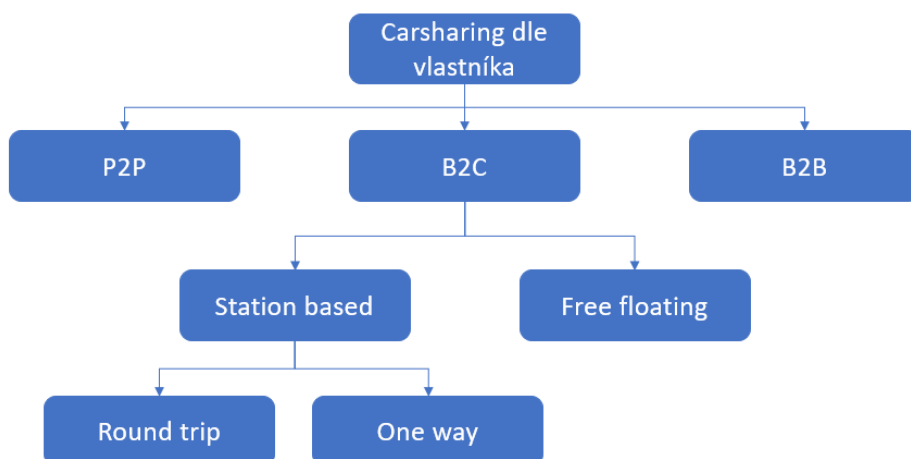 Carsharing dle
vlastníka
P2P
B2C
B2B
Station based
Free floating
Round trip
One way